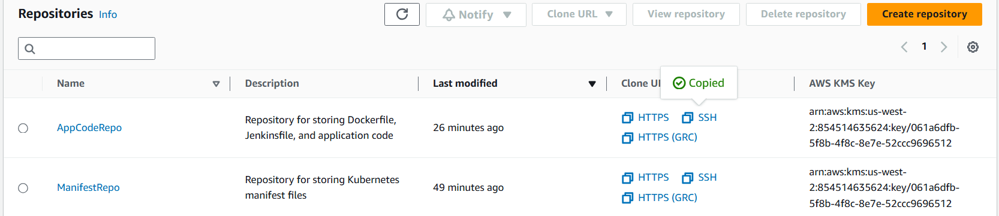 Repositories Info
Notify
Clone URL
View repository
Delete repository
Create repository
1
Name
Description
Last modified
Clone U
Copied
AWS KMS Key
AppCodeRepo
Repository for storing Dockerfile,
Jenkinsfile, and application code
26 minutes ago
HTTPS
SSH
HTTPS (GRC)
arn:aws:kms:us-west-
2:854514635624:key/061a6dfb-
5f8b-4f8c-8e7e-52ccc9696512
ManifestRepo
Repository for storing Kubernetes
manifest files
49 minutes ago
HTTPS
SSH
HTTPS (GRC)
arn:aws:kms:us-west-
2:854514635624:key/061a6dfb-
5f8b-4f8c-8e7e-52ccc9696512